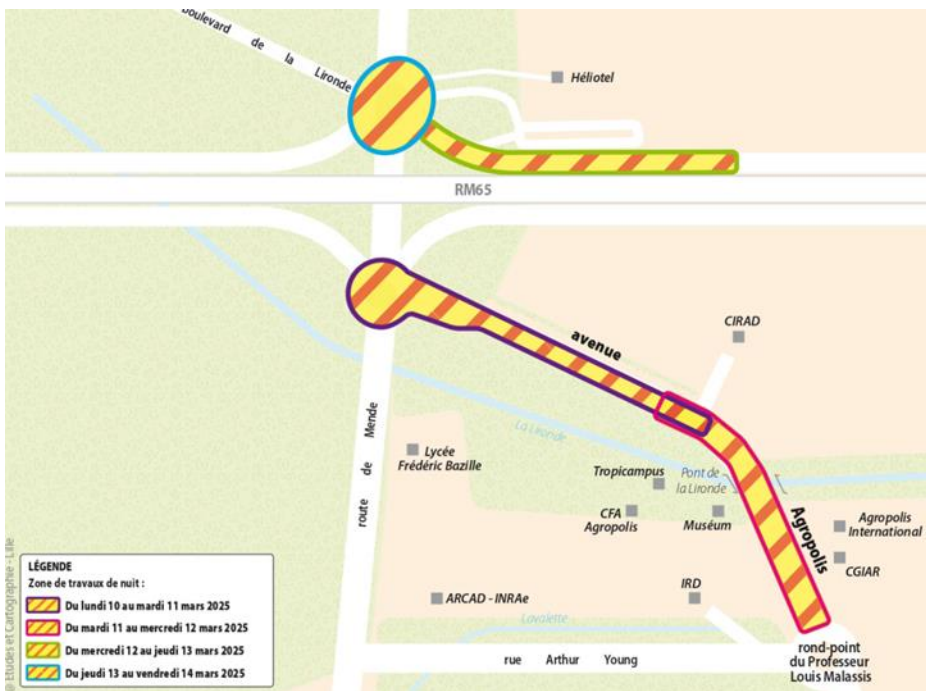 Boulevard de la Lironde
Héliotel
RM65
CIRAD
avenue
Agropolis
route de Mende
La Lironde
Lycée
Frédéric Bazille
Tropicampus
Pont de
la Lironde
CFA
Agropolis
Muséum
Agropolis
International
CGIAR
IRD
ARCAD - INRAe
Lavalette
rue Arthur Young
rond-point
du Professeur
Louis Malassis
LÉGENDE
Zone de travaux de nuit :
Du lundi 10 au mardi 11 mars 2025
Du mardi 11 au mercredi 12 mars 2025
Du mercredi 12 au jeudi 13 mars 2025
Du jeudi 13 au vendredi 14 mars 2025
© Etudes et Cartographie - Lille